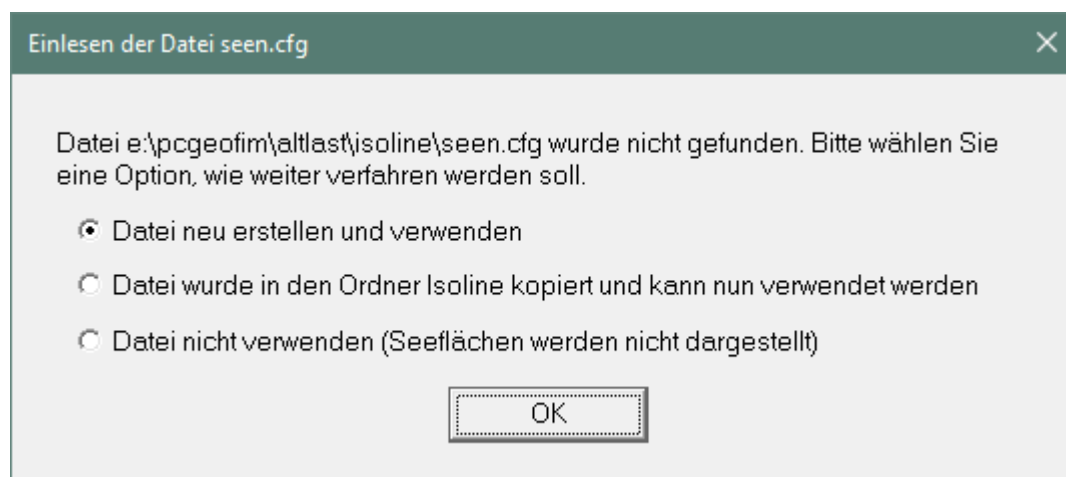 Einlesen der Datei seen.cfg
Datei e:\pcgeofim\altlast\isoline\seen.cfg wurde nicht gefunden. Bitte wählen Sie
eine Option, wie weiter verfahren werden soll.
Datei neu erstellen und verwenden
Datei wurde in den Ordner Isoline kopiert und kann nun verwendet werden
Datei nicht verwenden (Seeflächen werden nicht dargestellt)
OK